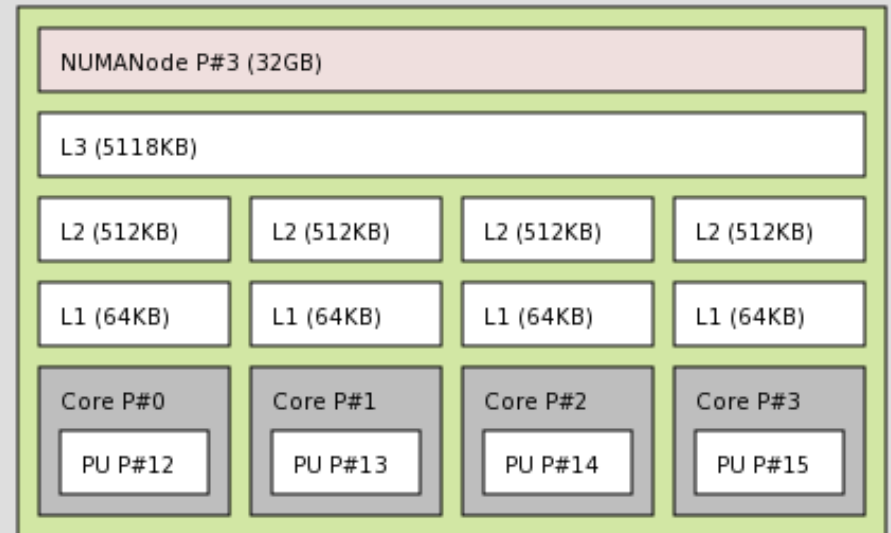 NUMANode P#3 (32GB)
L3 (5118KB)
L2 (512KB) L2 (512KB) L2 (512KB) L2 (512KB)
L1 (64KB) L1 (64KB) L1 (64KB) L1 (64KB)
Core P#0 Core P#1 Core P#2 Core P#3
PU P#12 PU P#13 PU P#14 PU P#15